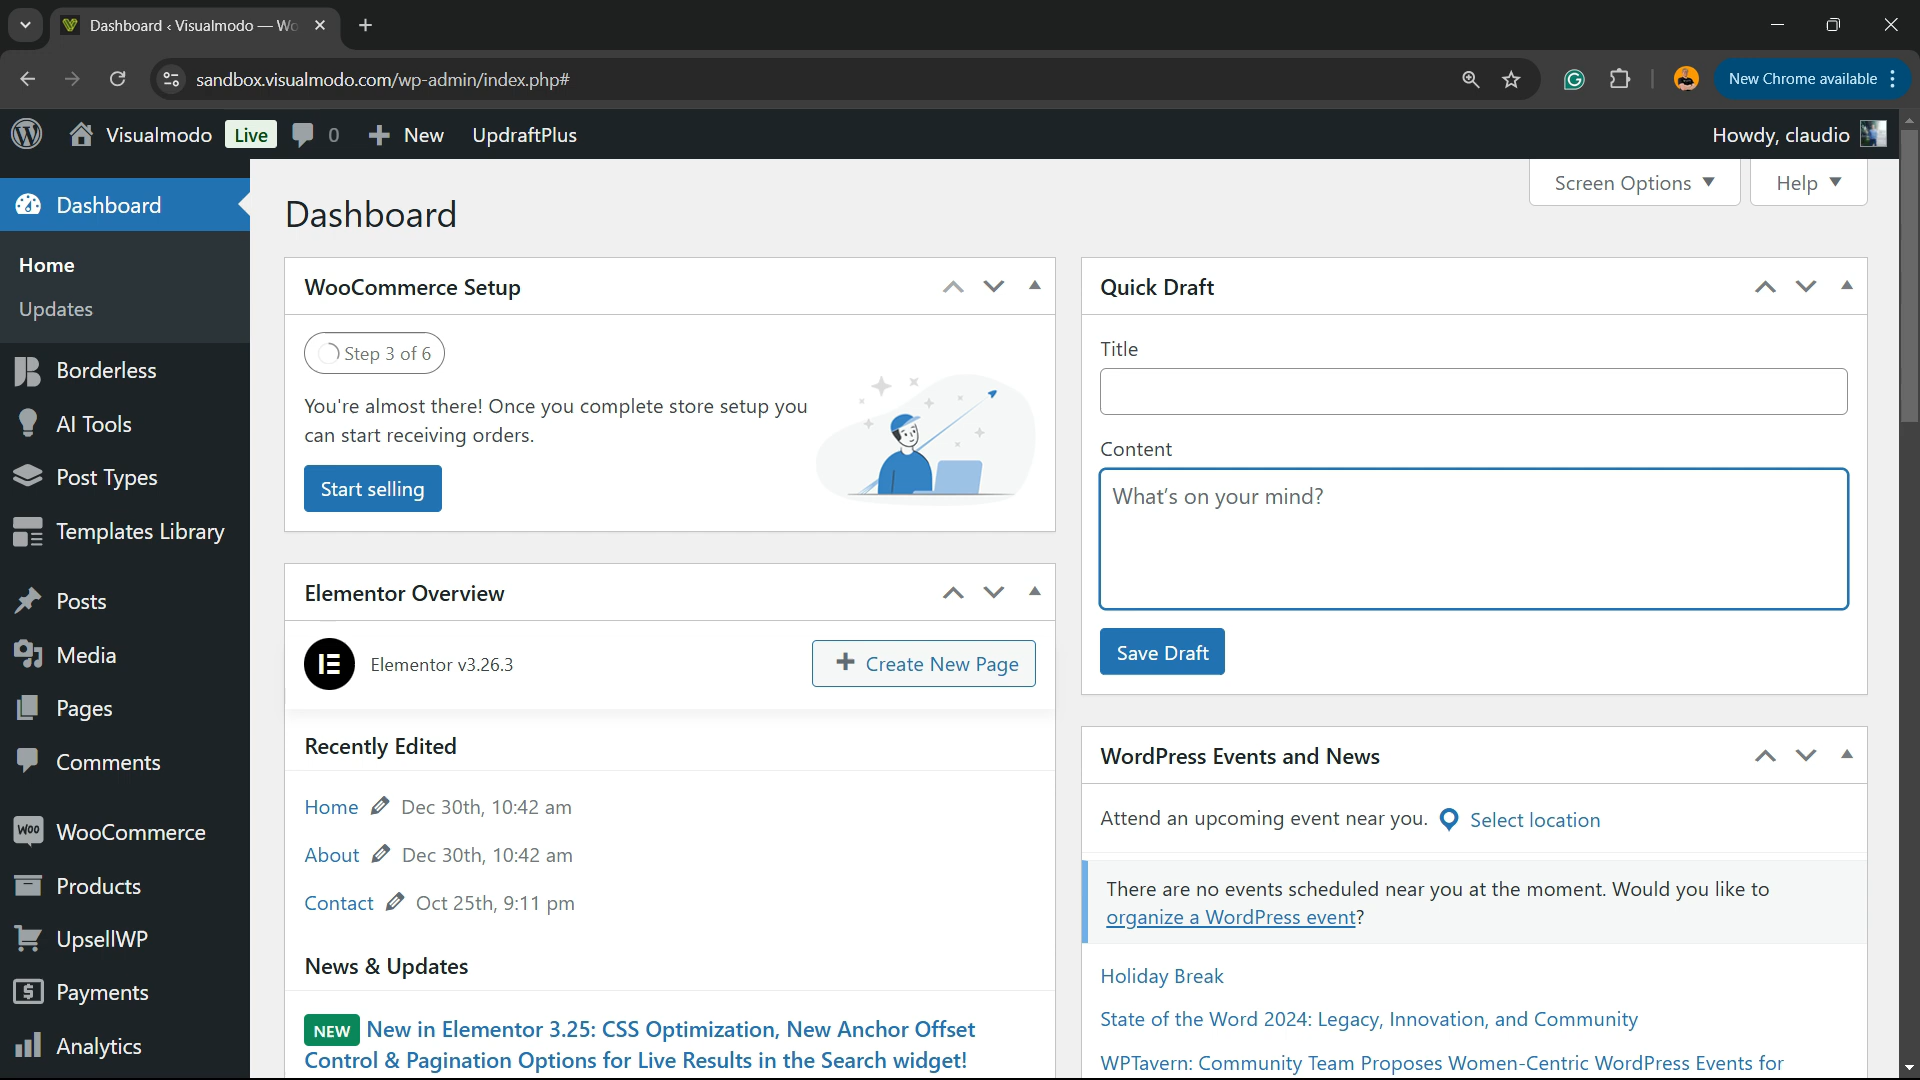 Dashboard ‹ Visualmodo — Wo
sandbox.visualmodo.com/wp-admin/index.php#
New Chrome available
Visualmodo Live 0 New UpdraftPlus
Howdy, claudio
Dashboard
Home
Updates
Borderless
AI Tools
Post Types
Templates Library
Posts
Media
Pages
Comments
Woo WooCommerce
Products
UpsellWP
Payments
Analytics
Screen Options
Help
Dashboard
WooCommerce Setup
Step 3 of 6
You're almost there! Once you complete store setup you
can start receiving orders.
Start selling
Elementor Overview
Elementor v3.26.3
Create New Page
Recently Edited
Home Dec 30th, 10:42 am
About Dec 30th, 10:42 am
Contact Oct 25th, 9:11 pm
News & Updates
NEW New in Elementor 3.25: CSS Optimization, New Anchor Offset
Control & Pagination Options for Live Results in the Search widget!
Quick Draft
Title
Content
What's on your mind?
Save Draft
WordPress Events and News
Attend an upcoming event near you. Select location
There are no events scheduled near you at the moment. Would you like to
organize a WordPress event?
Holiday Break
State of the Word 2024: Legacy, Innovation, and Community
WPTavern: Community Team Proposes Women-Centric WordPress Events for